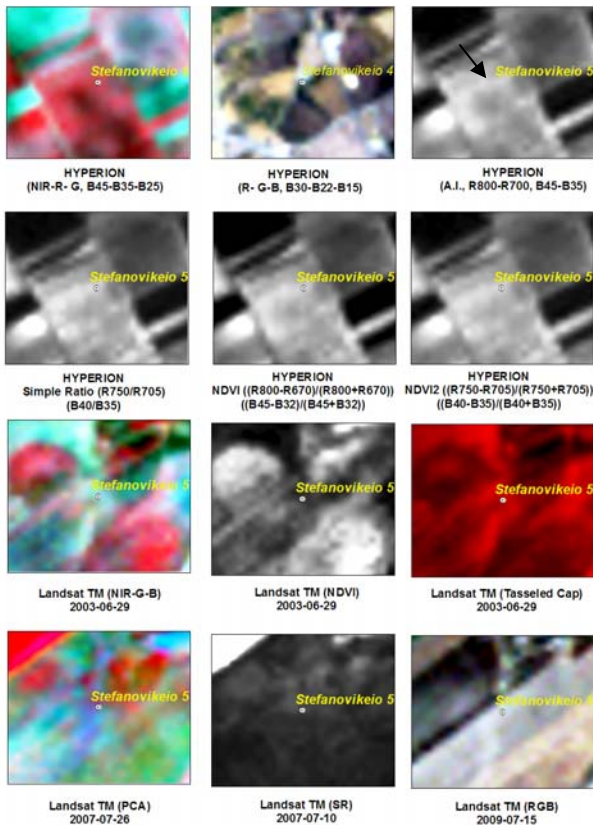 Stefanovikeio 5
Stefanovikeio 4
Stefanovikeio 5
HYPERION
(NIR-R- G, B45-B35-B25)
HYPERION
(R- G-B, B30-B22-B15)
HYPERION
(A.I., R800-R700, B45-B35)
Stefanovikeio 5
Stefanovikeio 5
Stefanovikeio 5
HYPERION
Simple Ratio (R750/R705)
(B40/B35)
HYPERION
NDVI ((R800-R670)/(R800+R670))
((B45-B32)/(B45+B32))
HYPERION
NDVI2 ((R750-R705)/(R750+R705))
((B40-B35)/(B40+B35))
Stefanovikeio 5
Stefanovikeio 5
Stefanovikeio 5
Landsat TM (NIR-G-B)
2003-06-29
Landsat TM (NDVI)
2003-06-29
Landsat TM (Tasseled Cap)
2003-06-29
Stefanovikeio 5
Stefanovikeio 5
Stefanovikeio 5
Landsat TM (PCA)
2007-07-26
Landsat TM (SR)
2007-07-10
Landsat TM (RGB)
2009-07-15